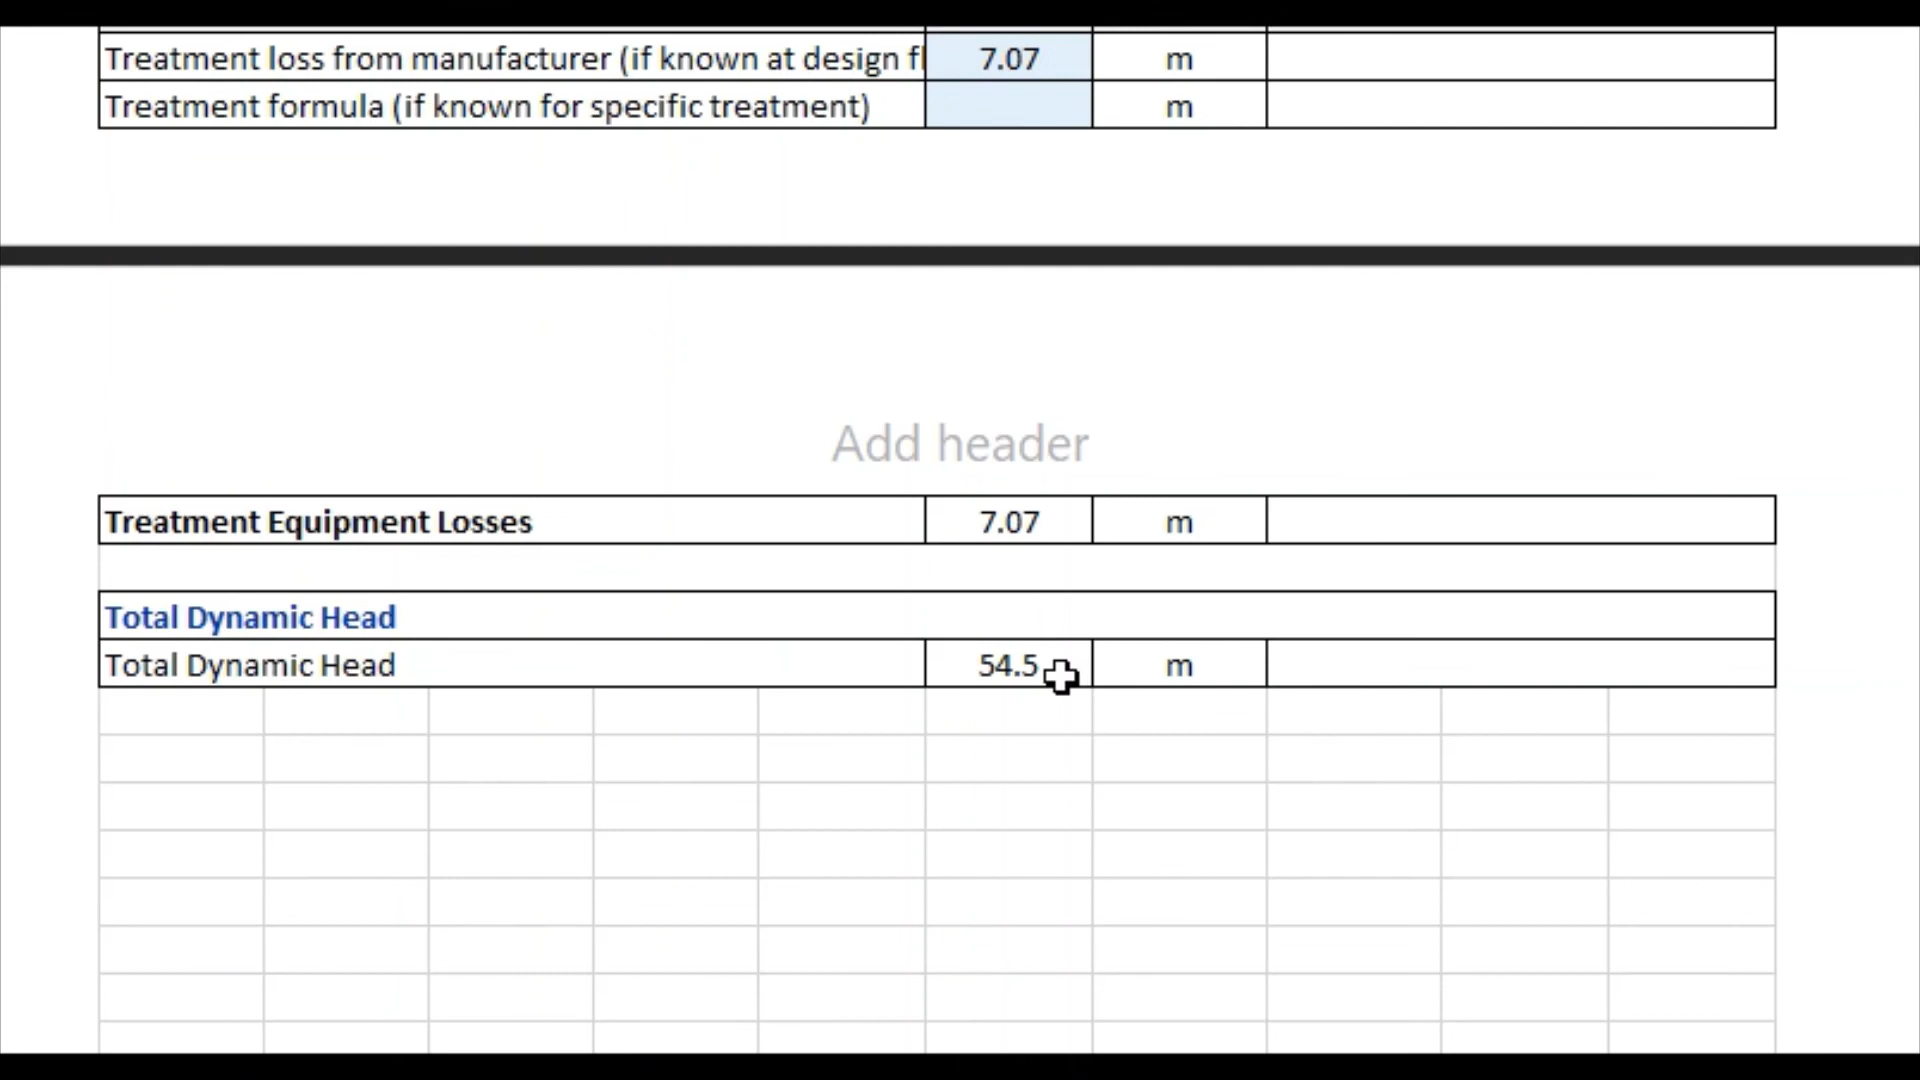 Treatment loss from manufacturer (if known at design fl 7.07 m
Treatment formula (if known for specific treatment) m
Add header
Treatment Equipment Losses 7.07 m
Total Dynamic Head
Total Dynamic Head 54.5 m